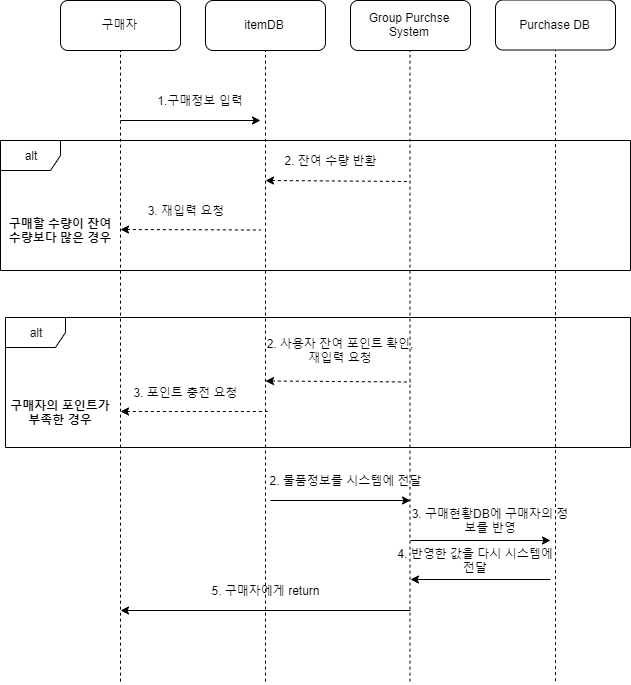 구매자
itemDB
Group Purchse
System
Purchase DB
1.구매정보 입력
alt
2. 잔여 수량 반환
3. 재입력 요청
구매할 수량이 잔여
수량보다 많은 경우
alt
2. 사용자 잔여 포인트 확인,
재입력 요청
3. 포인트 충전 요청
구매자의 포인트가
부족한 경우
2. 물품정보를 시스템에 전달
3. 구매현황DB에 구매자의 정
보를 반영
4. 반영한 값을 다시 시스템에
전달
5. 구매자에게 return